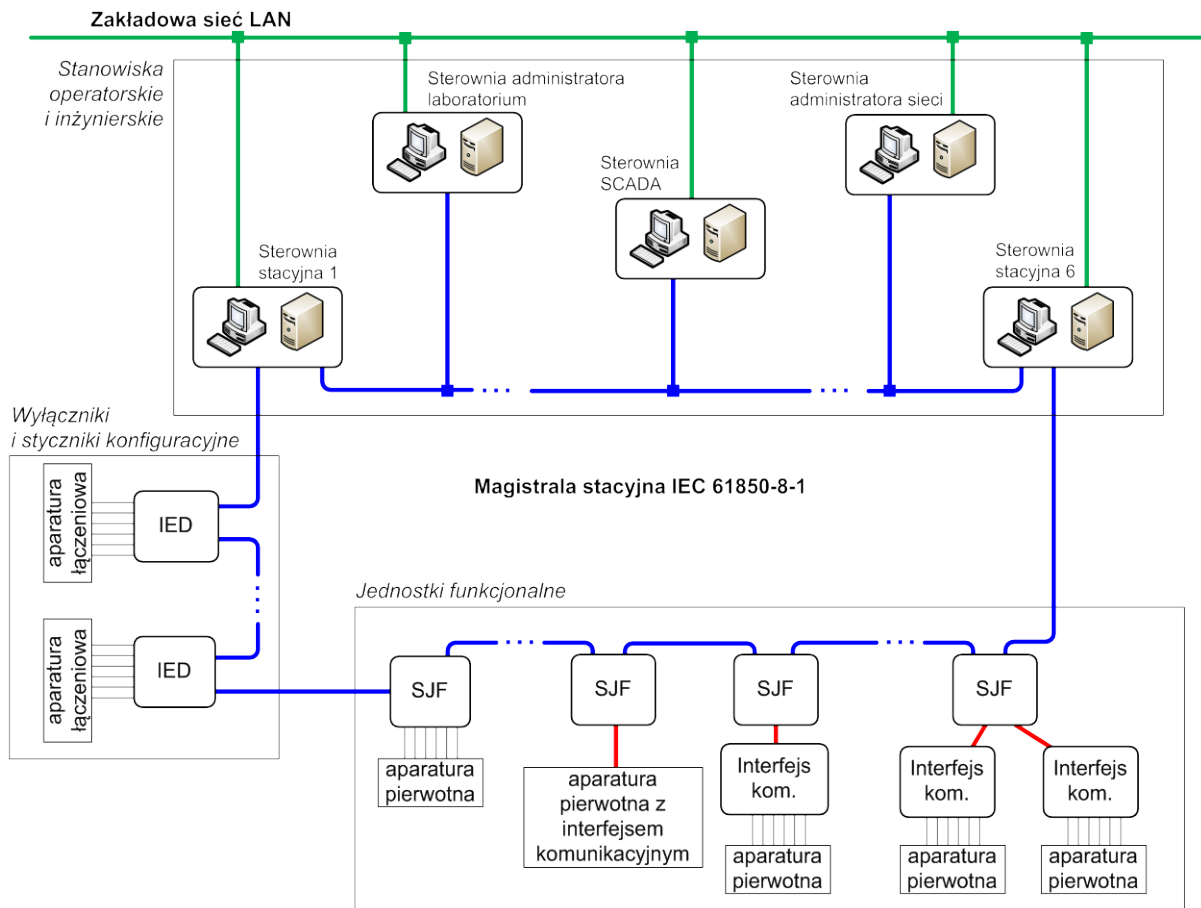 Zakładowa sieć LAN
Stanowiska
operatorskie
i inżynierskie
Sterownia administratora
laboratorium
Sterownia
administratora sieci
Sterownia
SCADA
Sterownia
stacyjna 1
Sterownia
stacyjna 6
Wyłączniki
i styczniki konfiguracyjne
Magistrala stacyjna IEC 61850-8-1
aparatura
łączeniowa
IED
aparatura
łączeniowa
IED
Jednostki funkcjonalne
SJF
SJF
SJF
SJF
aparatura
pierwotna
aparatura
pierwotna z
interfejsem
komunikacyjnym
Interfejs
kom.
Interfejs
kom.
Interfejs
kom.
aparatura
pierwotna
aparatura
pierwotna
aparatura
pierwotna